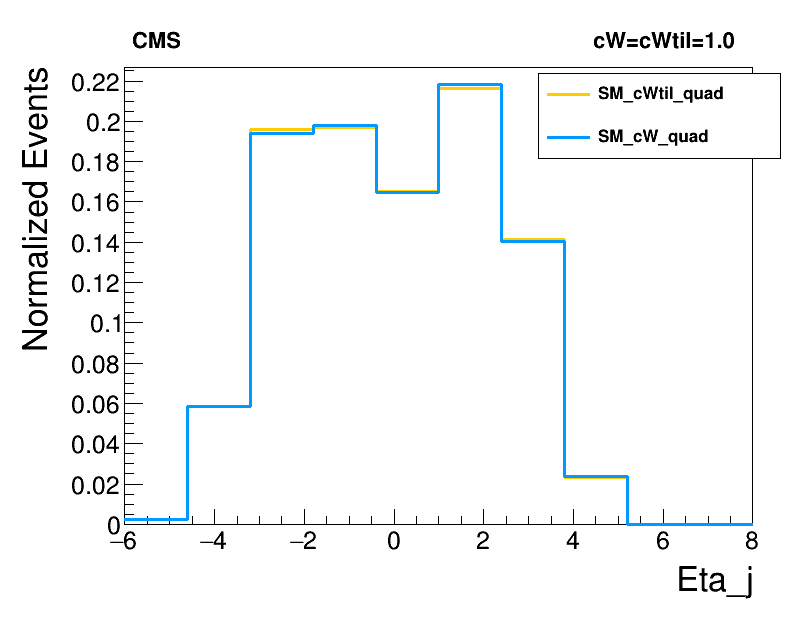 CMS
cW=cWtil=1.0
SM_cWtil_quad
SM_cW_quad
Normalized Events
0.22
0.2
0.18
0.16
0.14
0.12
0.1
0.08
0.06
0.04
0.02
0
−6 −4 −2 0 2 4 6 8
Eta_j